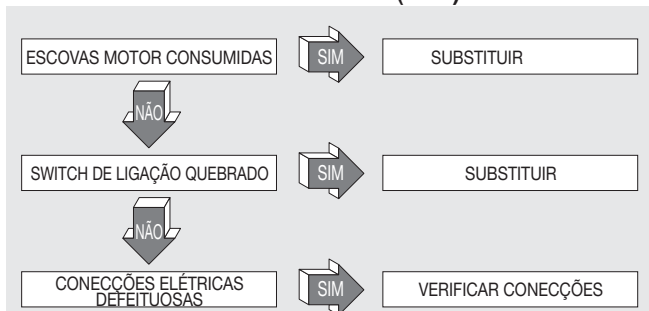 ESCOVAS MOTOR CONSUMIDAS
SIM
SUBSTITUIR
NÃO
SWITCH DE LIGAÇÃO QUEBRADO
SIM
SUBSTITUIR
NÃO
CONECÇÕES ELÉTRICAS
DEFEITUOSAS
SIM
VERIFICAR CONECÇÕES